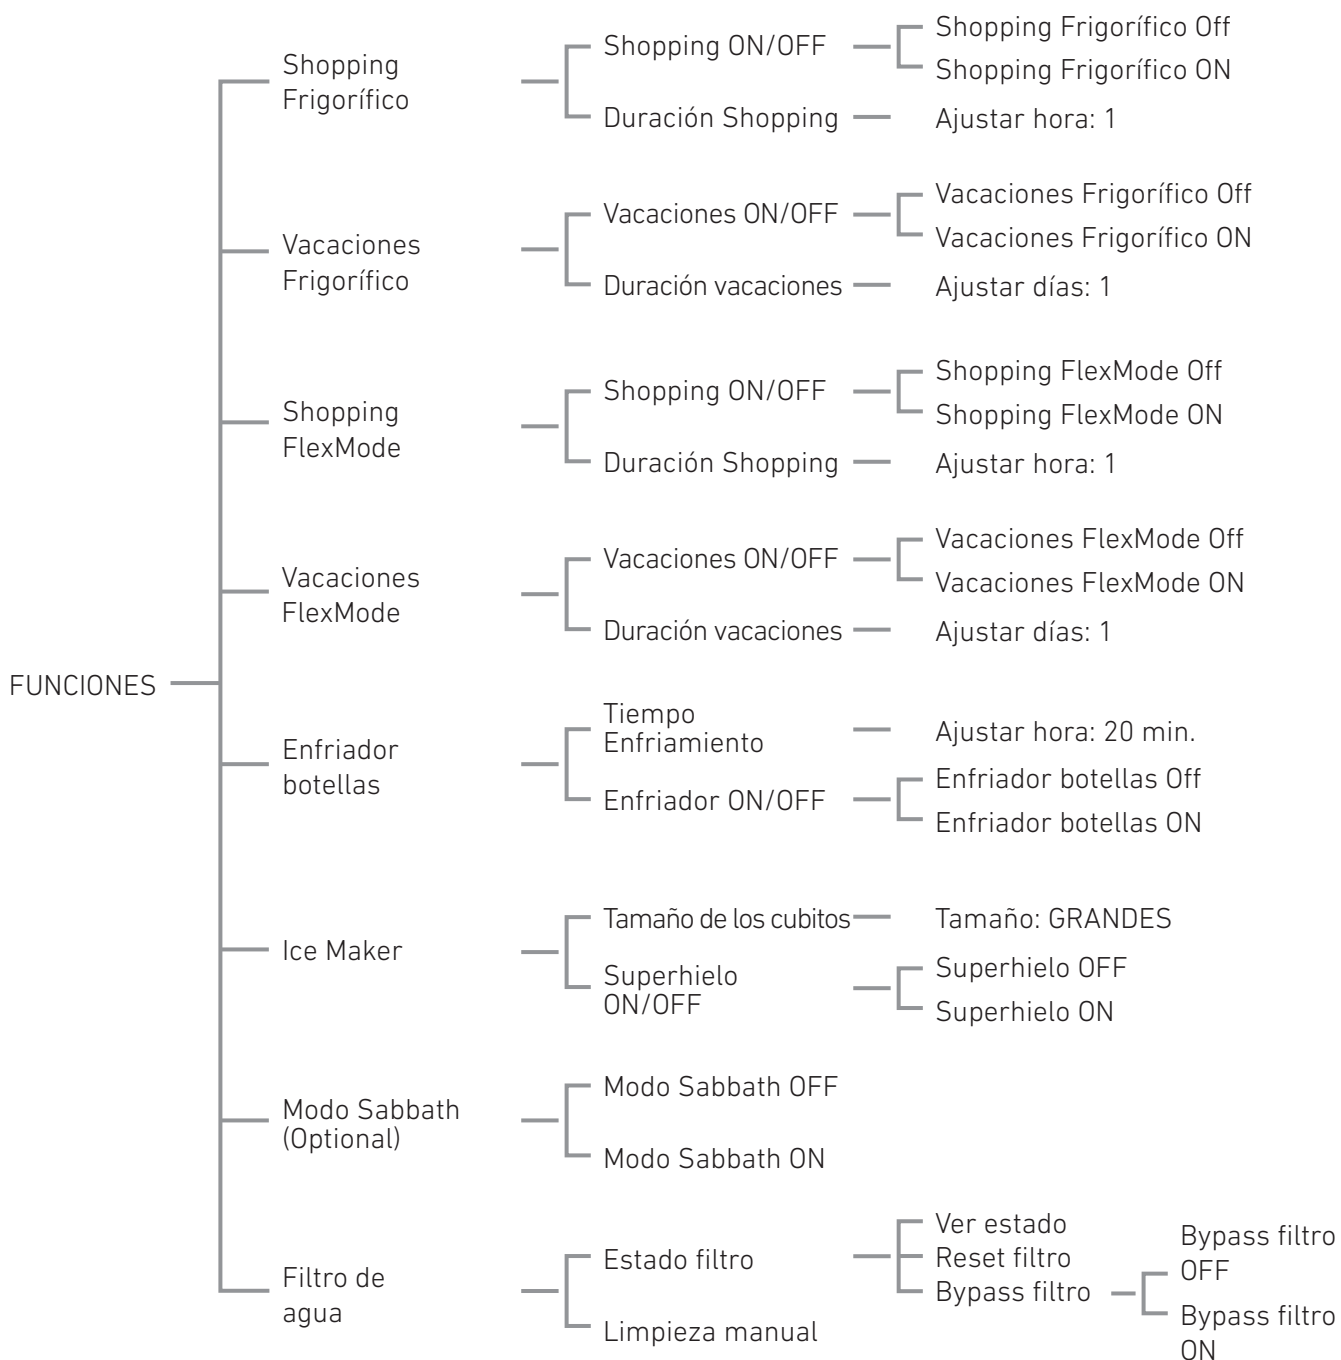 FUNCIONES
Shopping
Frigorífico
Shopping ON/OFF
Shopping Frigorífico Off
Shopping Frigorífico ON
Duración Shopping
Ajustar hora: 1
Vacaciones
Frigorífico
Vacaciones ON/OFF
Vacaciones Frigorífico Off
Vacaciones Frigorífico ON
Duración vacaciones
Ajustar días: 1
Shopping
FlexMode
Shopping ON/OFF
Shopping FlexMode Off
Shopping FlexMode ON
Duración Shopping
Ajustar hora: 1
Vacaciones
FlexMode
Vacaciones ON/OFF
Vacaciones FlexMode Off
Vacaciones FlexMode ON
Duración vacaciones
Ajustar días: 1
Enfriador
botellas
Tiempo
Enfriamiento
Ajustar hora: 20 min.
Enfriador ON/OFF
Enfriador botellas Off
Enfriador botellas ON
Ice Maker
Tamaño de los cubitos
Tamaño: GRANDES
Superhielo
ON/OFF
Superhielo OFF
Superhielo ON
Modo Sabbath
(Optional)
Modo Sabbath OFF
Modo Sabbath ON
Filtro de
agua
Estado filtro
Ver estado
Reset filtro
Bypass filtro
Bypass filtro
OFF
Bypass filtro
ON
Limpieza manual